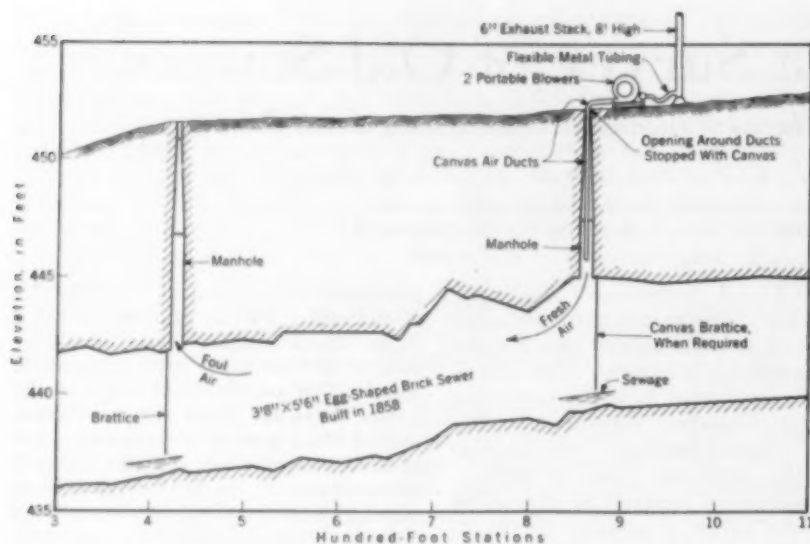 6" Exhaust Stack, 8' High
Flexible Metal Tubing
2 Portable Blowers
Opening Around Ducts
Stopped With Canvas
Canvas Air Ducts
Manhole
Manhole
Fresh
Air
Foul
Air
Canvas Brattice,
When Required
Sewage
3'8" × 5'6" Egg Shaped Brick Sewer
Built in 1858
Brattice
Elevation, in Feet
455
450
445
440
435
3
4
5
6
7
8
9
10
11
Hundred-Foot Stations